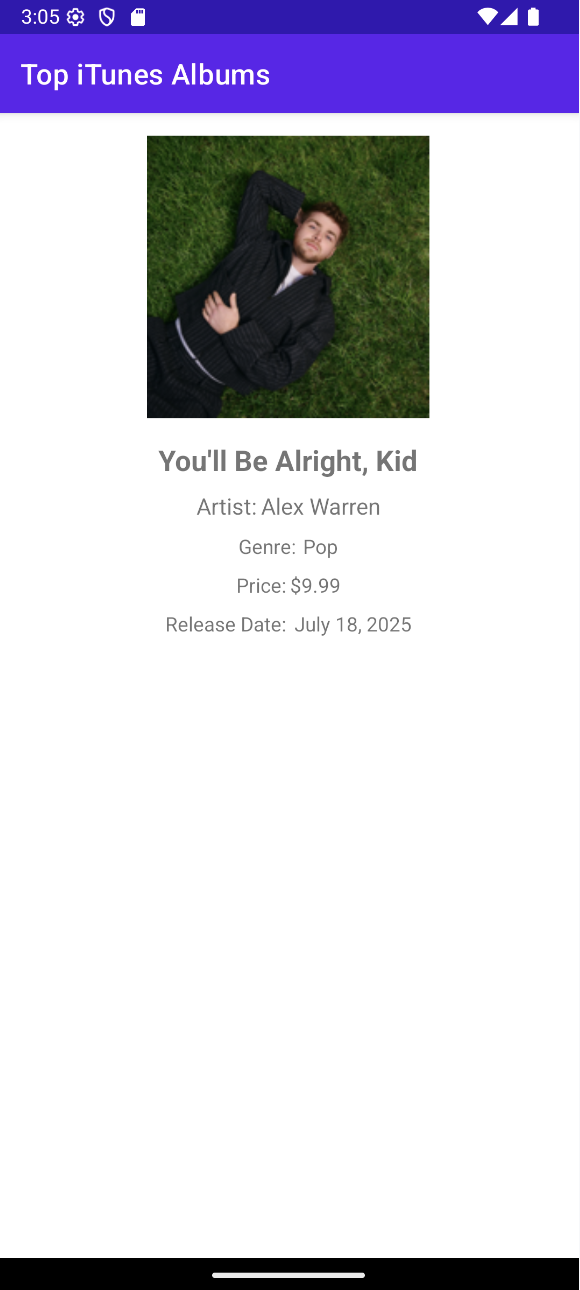 3:05
Top iTunes Albums
You'll Be Alright, Kid
Artist: Alex Warren
Genre: Pop
Price: $9.99
Release Date: July 18, 2025